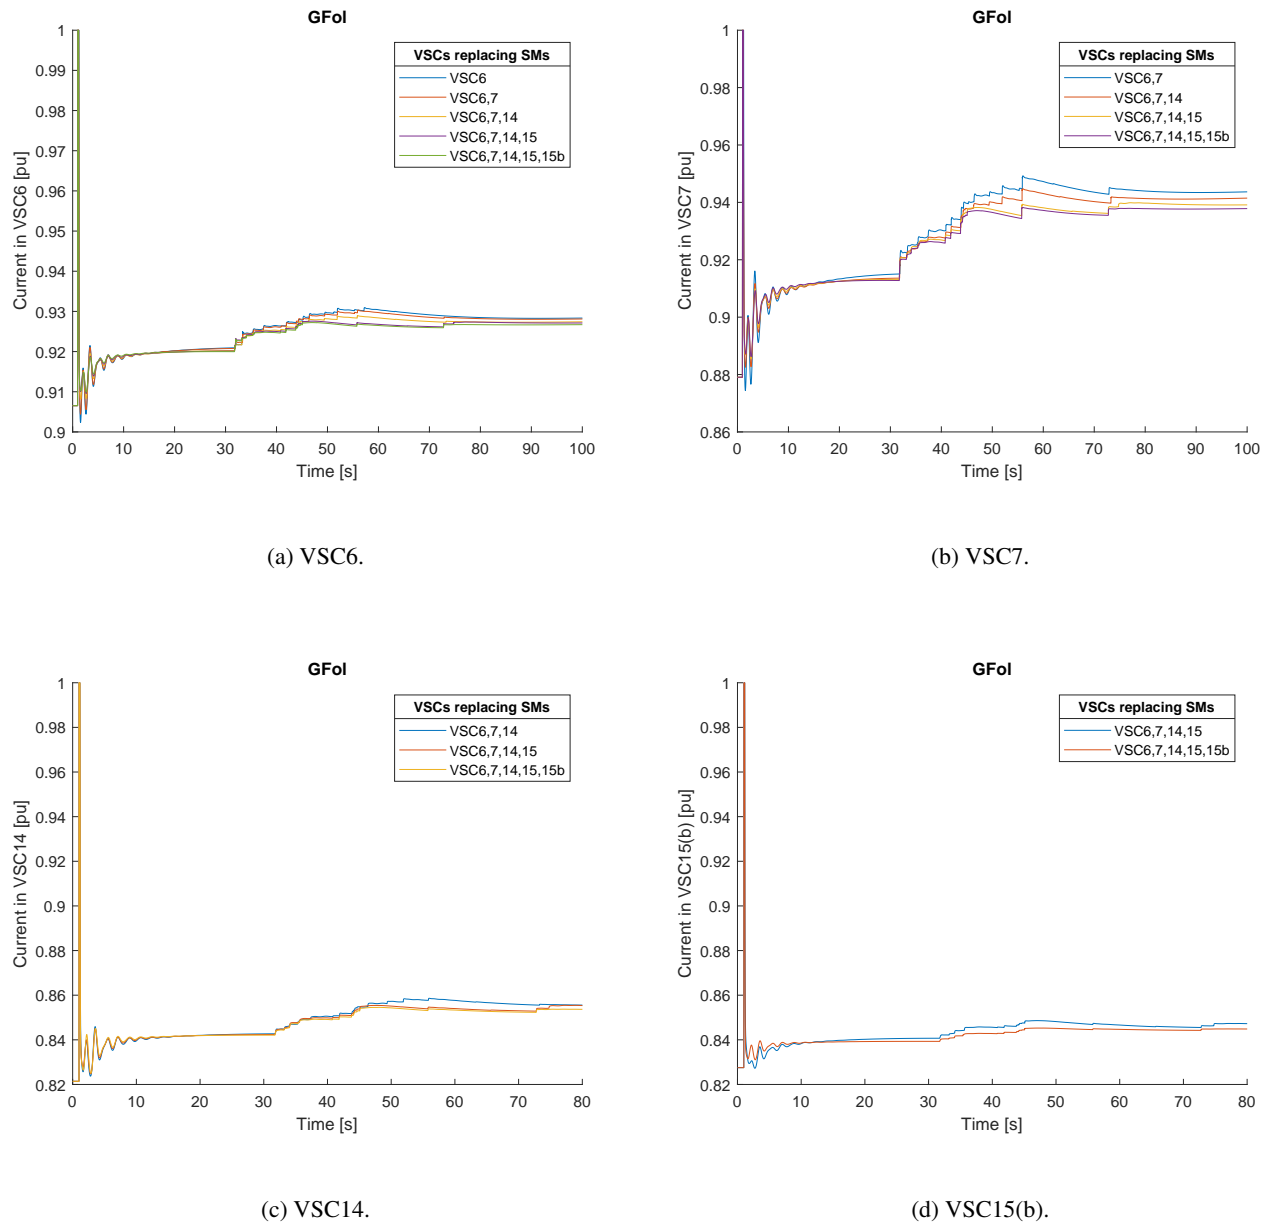 GFol
Current in VSC6 [pu]
1
0.99
0.98
0.97
0.96
0.95
0.94
0.93
0.92
0.91
0.9
VSCs replacing SMs
VSC6
VSC6,7
VSC6,7,14
VSC6,7,14,15
VSC6,7,14,15,15b
0 10 20 30 40 50 60 70 80 90 100
Time [s]
(a) VSC6.
GFol
Current in VSC7 [pu]
1
0.98
0.96
0.94
0.92
0.9
0.88
0.86
VSCs replacing SMs
VSC6,7
VSC6,7,14
VSC6,7,14,15
VSC6,7,14,15,15b
0 10 20 30 40 50 60 70 80 90 100
Time [s]
(b) VSC7.
GFol
Current in VSC14 [pu]
1
0.98
0.96
0.94
0.92
0.9
0.88
0.86
0.84
0.82
VSCs replacing SMs
VSC6,7,14
VSC6,7,14,15
VSC6,7,14,15,15b
0 10 20 30 40 50 60 70 80
Time [s]
(c) VSC14.
GFol
Current in VSC15(b) [pu]
1
0.98
0.96
0.94
0.92
0.9
0.88
0.86
0.84
0.82
VSCs replacing SMs
VSC6,7,14,15
VSC6,7,14,15,15b
0 10 20 30 40 50 60 70 80
Time [s]
(d) VSC15(b).